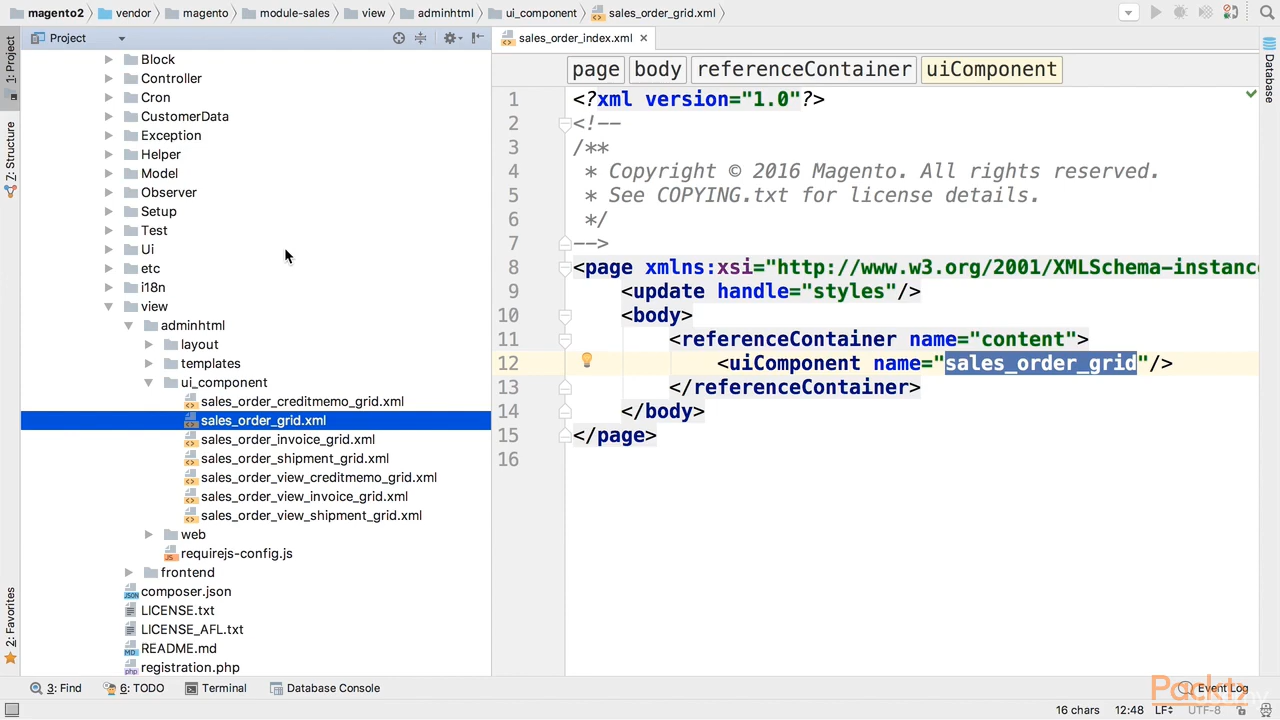 magento2 vendor magento module-sales view adminhtml ui_component sales_order_grid.xml
1: Project
Z: Structure
2: Favorites
Project
Block
Controller
Cron
CustomerData
Exception
Helper
Model
Observer
Setup
Test
Ui
etc
i18n
view
adminhtml
layout
templates
ui_component
sales_order_creditmemo_grid.xml
sales_order_grid.xml
sales_order_invoice_grid.xml
sales_order_shipment_grid.xml
sales_order_view_creditmemo_grid.xml
sales_order_view_invoice_grid.xml
sales_order_view_shipment_grid.xml
web
requirejs-config.js
frontend
composer.json
LICENSE.txt
LICENSE_AFL.txt
README.md
registration.php
sales_order_index.xml
page body referenceContainer uiComponent
1 <?xml version="1.0"?>
2 <!--
3 /**
4 * Copyright © 2016 Magento. All rights reserved.
5 * See COPYING.txt for license details.
6 */
7 -->
8 <page xmlns:xsi="http://www.w3.org/2001/XMLSchema-instanc
9 <update handle="styles"/>
10 <body>
11 <referenceContainer name="content">
12 <uiComponent name="sales_order_grid"/>
13 </referenceContainer>
14 </body>
15 </page>
16
Database
3: Find 6: TODO Terminal Database Console Event Log
Packt
16 chars 12:48 LF UTF-8